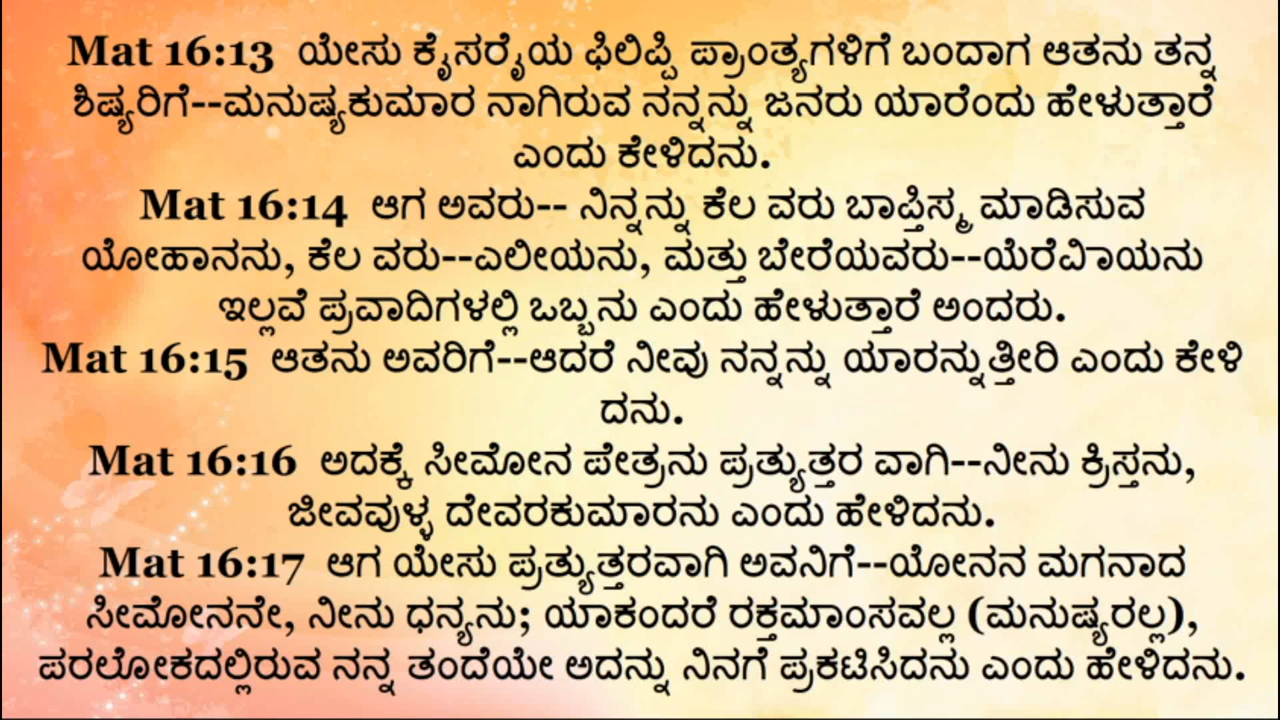 Mat 16:13 ಯೇಸು ಕೈಸರೈಯ ಫಿಲಿಪ್ಪಿ ಪ್ರಾಂತ್ಯಗಳಿಗೆ ಬಂದಾಗ ಆತನು ತನ್ನ
ಶಿಷ್ಯರಿಗೆ--ಮನುಷ್ಯಕುಮಾರ ನಾಗಿರುವ ನನ್ನನ್ನು ಜನರು ಯಾರೆಂದು ಹೇಳುತ್ತಾರೆ
ಎಂದು ಕೇಳಿದನು.
Mat 16:14 ಆಗ ಅವರು-- ನಿನ್ನನ್ನು ಕೆಲ ವರು ಬಾಪ್ತಿಸ್ಮ ಮಾಡಿಸುವ
ಯೋಹಾನನು, ಕೆಲ ವರು--ಎಲೀಯನು, ಮತ್ತು ಬೇರೆಯವರು--ಯೆರೆವಿಾಯನು
ಇಲ್ಲವೆ ಪ್ರವಾದಿಗಳಲ್ಲಿ ಒಬ್ಬನು ಎಂದು ಹೇಳುತ್ತಾರೆ ಅಂದರು.
Mat 16:15 ಆತನು ಅವರಿಗೆ--ಆದರೆ ನೀವು ನನ್ನನ್ನು ಯಾರನ್ನುತ್ತೀರಿ ಎಂದು ಕೇಳಿ
ದನು.
Mat 16:16 ಅದಕ್ಕೆ ಸೀಮೋನ ಪೇತ್ರನು ಪ್ರತ್ಯುತ್ತರ ವಾಗಿ--ನೀನು ಕ್ರಿಸ್ತನು,
ಜೀವವುಳ್ಳ ದೇವರಕುಮಾರನು ಎಂದು ಹೇಳಿದನು.
Mat 16:17 ಆಗ ಯೇಸು ಪ್ರತ್ಯುತ್ತರವಾಗಿ ಅವನಿಗೆ--ಯೋನನ ಮಗನಾದ
ಸೀಮೋನನೇ, ನೀನು ಧನ್ಯನು; ಯಾಕಂದರೆ ರಕ್ತಮಾಂಸವಲ್ಲ (ಮನುಷ್ಯರಲ್ಲ),
ಪರಲೋಕದಲ್ಲಿರುವ ನನ್ನ ತಂದೆಯೇ ಅದನ್ನು ನಿನಗೆ ಪ್ರಕಟಿಸಿದನು ಎಂದು ಹೇಳಿದನು.